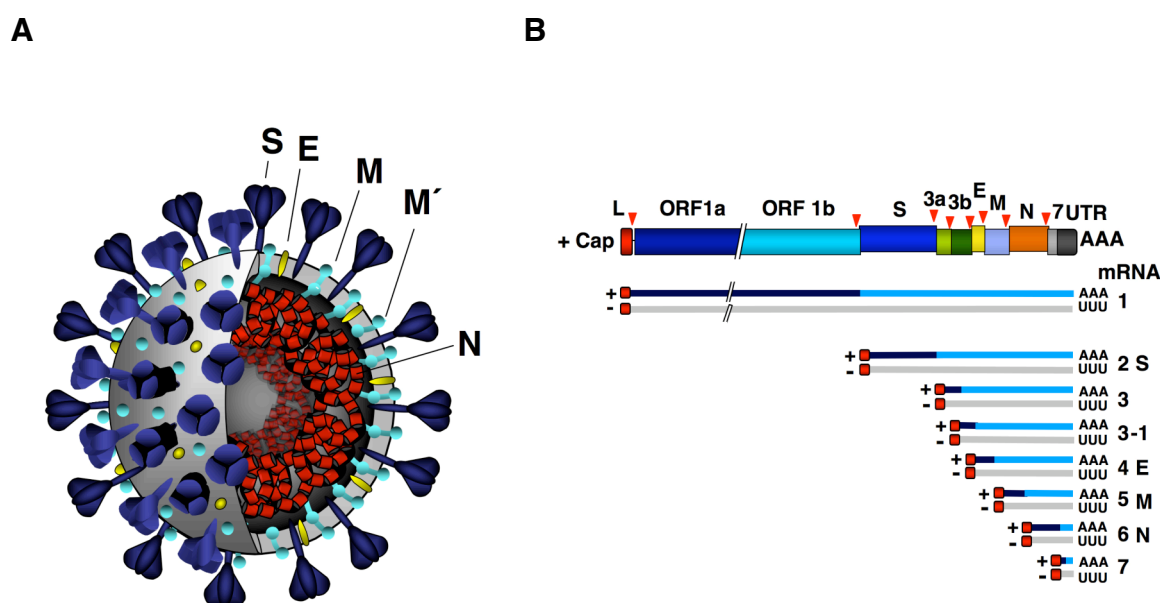 A
B
S
E
M
M´
N
L ORF1a ORF 1b S 3a 3b E M N 7 UTR
+ Cap AAA
mRNA
+ AAA
- UUU
1
+ AAA
- UUU
2 S
+ AAA
- UUU
3
+ AAA
- UUU
3-1
+ AAA
- UUU
4 E
+ AAA
- UUU
5 M
+ AAA
- UUU
6 N
+ AAA
- UUU
7